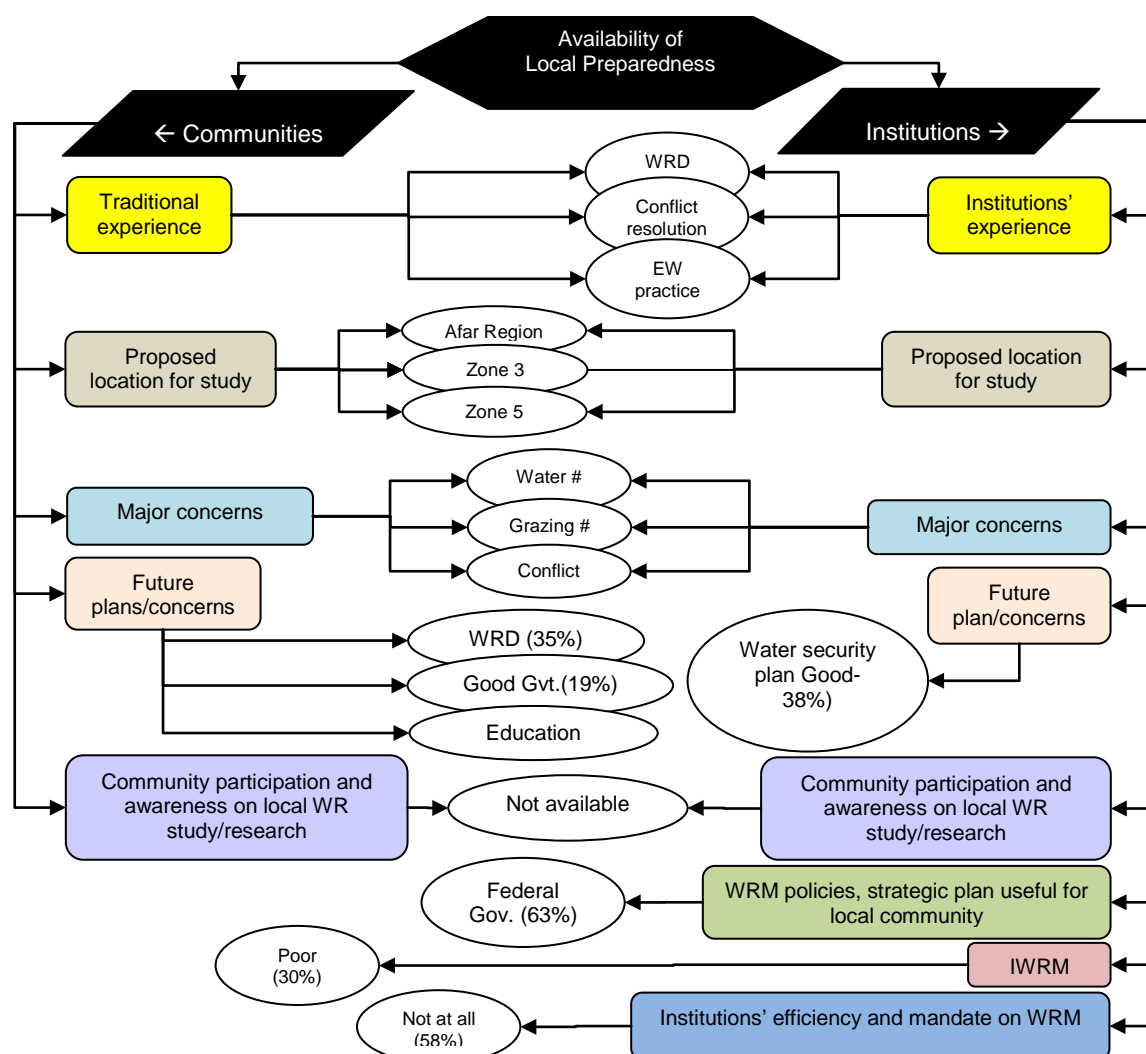 Availability of
Local Preparedness
← Communities
Institutions →
Traditional
experience
WRD
Conflict
resolution
EW
practice
Institutions’
experience
Proposed
location for study
Afar Region
Zone 3
Zone 5
Proposed location
for study
Major concerns
Water #
Grazing #
Conflict
Major concerns
Future
plans/concerns
WRD (35%)
Good Gvt.(19%)
Education
Water security
plan Good-
38%)
Future
plan/concerns
Community participation and
awareness on local WR
study/research
Not available
Community participation and
awareness on local WR
study/research
Federal
Gov. (63%)
WRM policies, strategic plan useful for
local community
Poor
(30%)
IWRM
Not at all
(58%)
Institutions’ efficiency and mandate on WRM